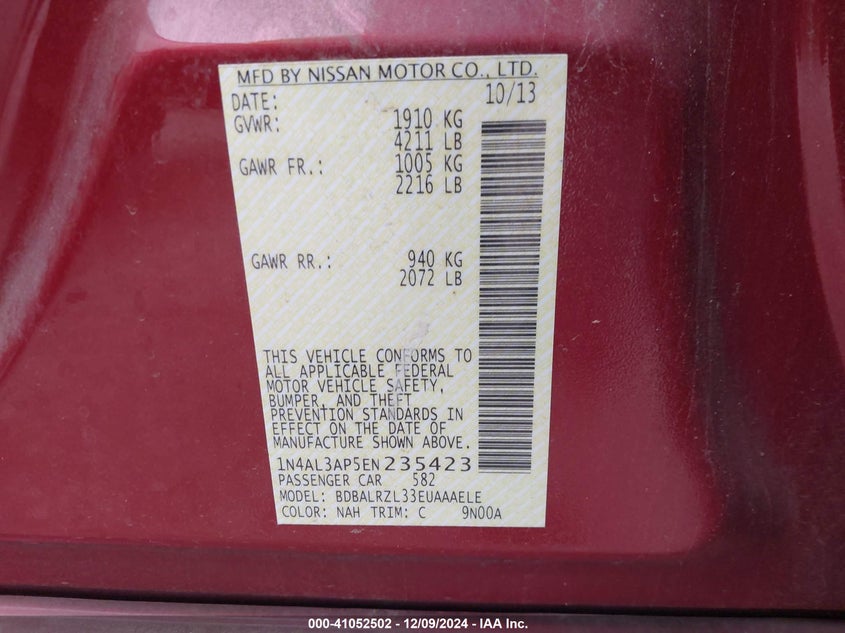 MFD BY NISSAN MOTOR CO., LTD.
DATE: 10/13
GVWR: 1910 KG
4211 LB
GAWR FR.: 1005 KG
2216 LB
GAWR RR.: 940 KG
2072 LB
THIS VEHICLE CONFORMS TO
ALL APPLICABLE FEDERAL
MOTOR VEHICLE SAFETY,
BUMPER, AND THEFT
PREVENTION STANDARDS IN
EFFECT ON THE DATE OF
MANUFACTURE SHOWN ABOVE.
1N4AL3AP5EN 235423
PASSENGER CAR 582
MODEL: BDBALRZL33EUAAAELE
COLOR: NAH TRIM: C 9N00A
000-41052502 - 12/09/2024 - IAA Inc.